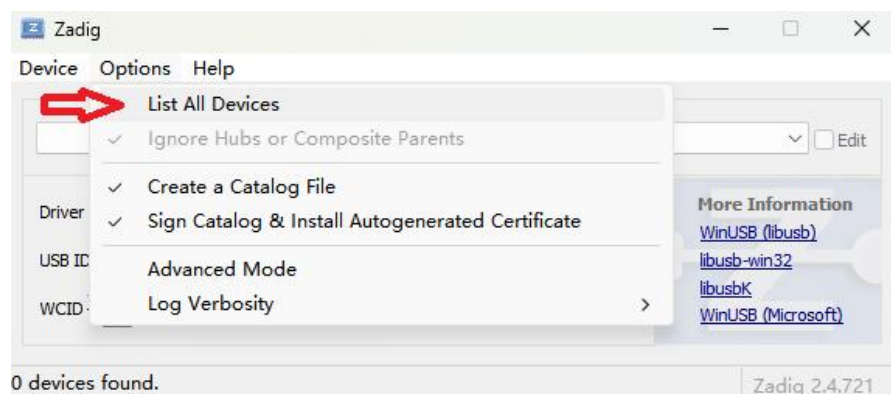 Zadig
Device Options Help
List All Devices
Ignore Hubs or Composite Parents
Edit
Create a Catalog File
Sign Catalog & Install Autogenerated Certificate
Driver
More Information
WinUSB (libusb)
USB ID
libusb-win32
Advanced Mode
libusbK
WCID
Log Verbosity
WinUSB (Microsoft)
0 devices found.
Zadig 2.4.721